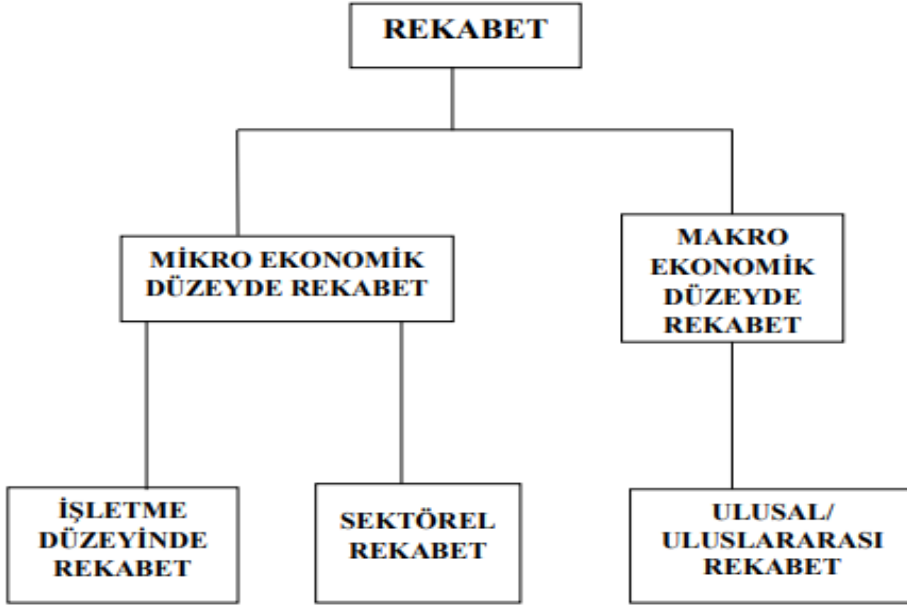 REKABET
MİKRO EKONOMİK
DÜZEYDE REKABET
MAKRO
EKONOMİK
DÜZEYDE
REKABET
İŞLETME
DÜZEYİNDE
REKABET
SEKTÖREL
REKABET
ULUSAL/
ULUSLARARASI
REKABET